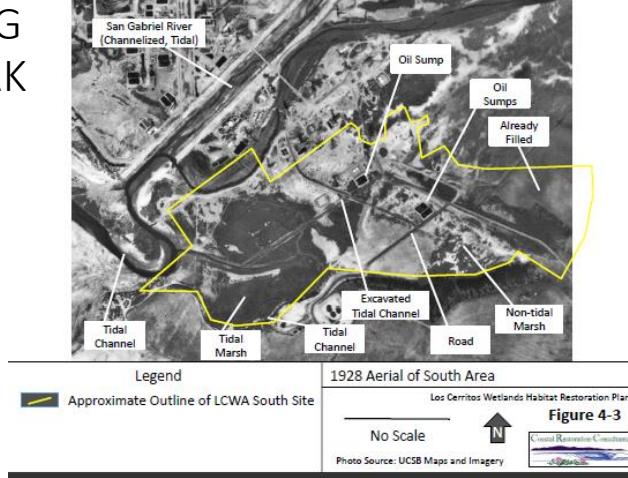 G
AK
San Gabriel River
(Channelized, Tidal)
Oil Sump
Oil
Sumps
Already
Filled
Tidal
Channel
Tidal
Marsh
Tidal
Channel
Excavated
Tidal Channel
Road
Non-tidal
Marsh
Legend
Approximate Outline of LCWA South Site
1928 Aerial of South Area
Los Cerritos Wetlands Habitat Restoration Plan
Figure 4-3
No Scale
N
Photo Source: UCSB Maps and Imagery
Coastal Restoration Consultants